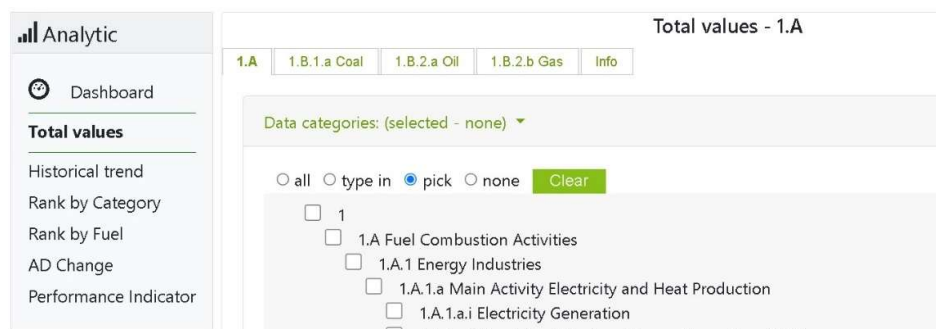 Analytic
Dashboard
Total values
Historical trend
Rank by Category
Rank by Fuel
AD Change
Performance Indicator
Total values - 1.A
1.A 1.B.1.a Coal 1.B.2.a Oil 1.B.2.b Gas Info
Data categories: (selected - none)
all type in pick none Clear
1
1.A Fuel Combustion Activities
1.A.1 Energy Industries
1.A.1.a Main Activity Electricity and Heat Production
1.A.1.a.i Electricity Generation